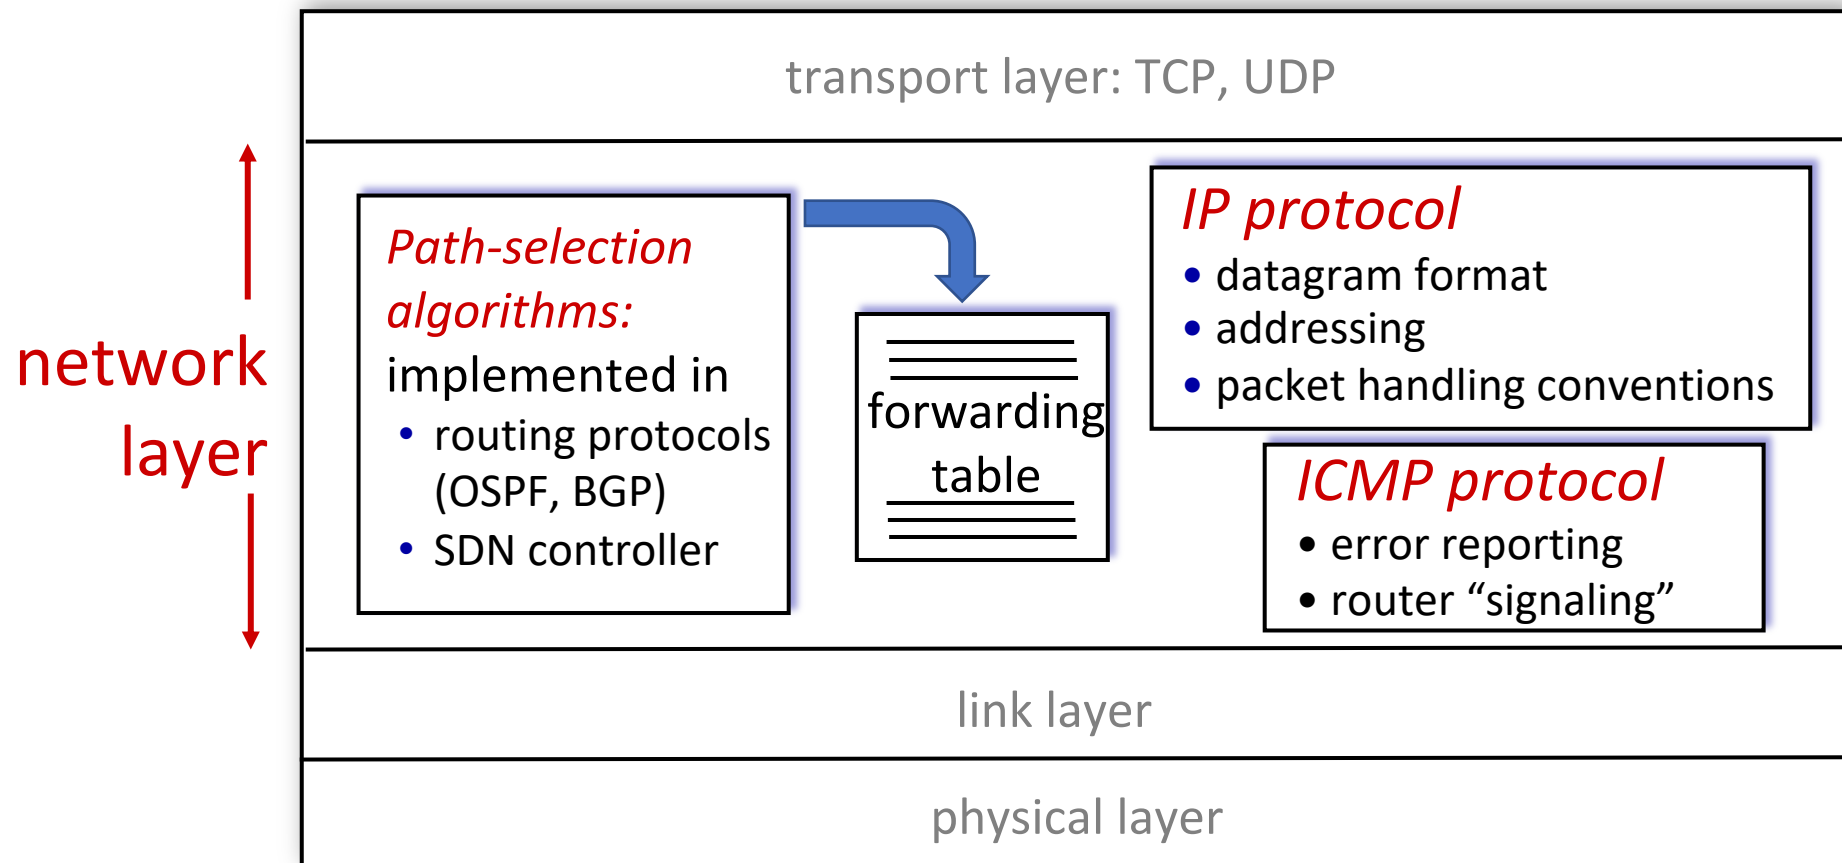 transport layer: TCP, UDP
network
layer
Path-selection
algorithms:
implemented in
• routing protocols
(OSPF, BGP)
• SDN controller
forwarding
table
IP protocol
• datagram format
• addressing
• packet handling conventions
ICMP protocol
• error reporting
• router “signaling”
link layer
physical layer